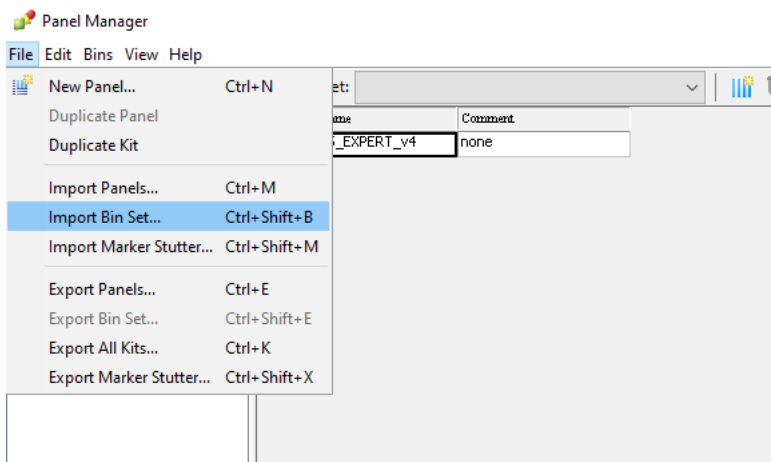 Panel Manager
File Edit Bins View Help
New Panel... Ctrl+N
Duplicate Panel
Duplicate Kit
Import Panels... Ctrl+M
Import Bin Set... Ctrl+Shift+B
Import Marker Stutter... Ctrl+Shift+M
Export Panels... Ctrl+E
Export Bin Set... Ctrl+Shift+E
Export All Kits... Ctrl+K
Export Marker Stutter... Ctrl+Shift+X
et:
ame Comment
_EXPERT_v4 none